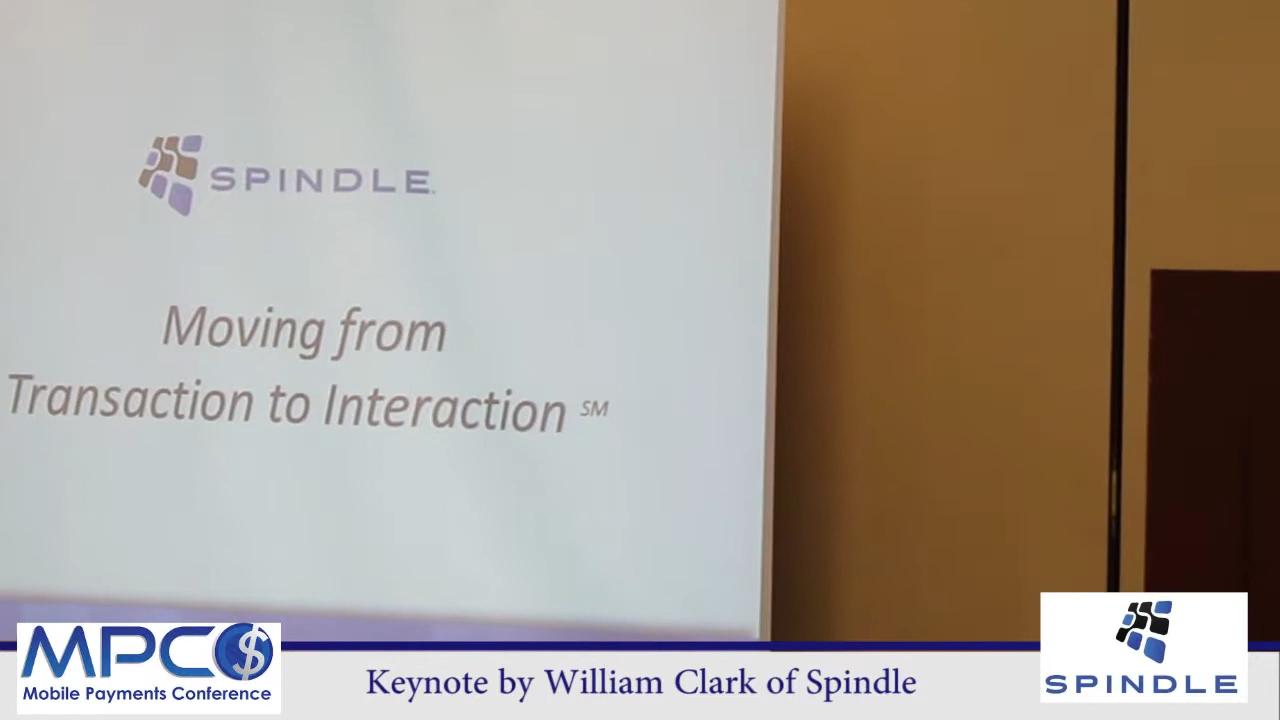 SPINDLE
Moving from
Transaction to Interaction SM
MPC$
Mobile Payments Conference
Keynote by William Clark of Spindle
SPINDLE